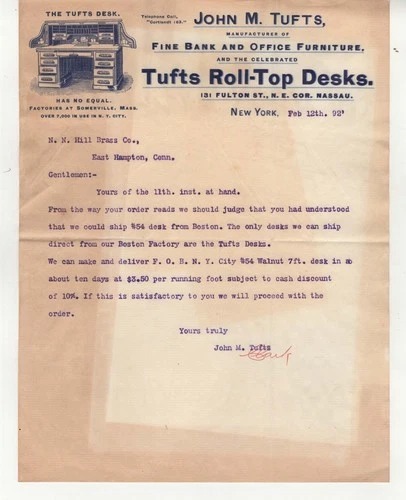 THE TUFTS DESK.
HAS NO EQUAL.
FACTORIES AT SOMERVILLE, MASS.
OVER 7,000 IN USE IN N.Y. CITY.
Telephone Call,
"Cortlandt
JOHN M. TUFTS,
MANUFACTURER OF
FINE BANK AND OFFICE FURNITURE,
AND THE CELEBRATED
Tufts Roll-Top Desks.
131 FULTON ST., N. E. COR. NASSAU.
NEW YORK, Feb 12th. 92'
N. N. Hill Brass Co.,
East Hampton, Conn.
Gentlemen:-
Yours of the 11th. inst. at hand.
From the way your order reads we should judge that you had understood
that we could ship #54 desk from Boston. The only desks we can ship
direct from our Boston Factory are the Tufts Desks.
We can make and deliver F. O. B. N. Y. City #54 Walnut 7ft. desk in
about ten days at $3.50 per running foot subject to cash discount
of 10%. If this is satisfactory to you we will proceed with the
order.
Yours truly
John M. Tufts